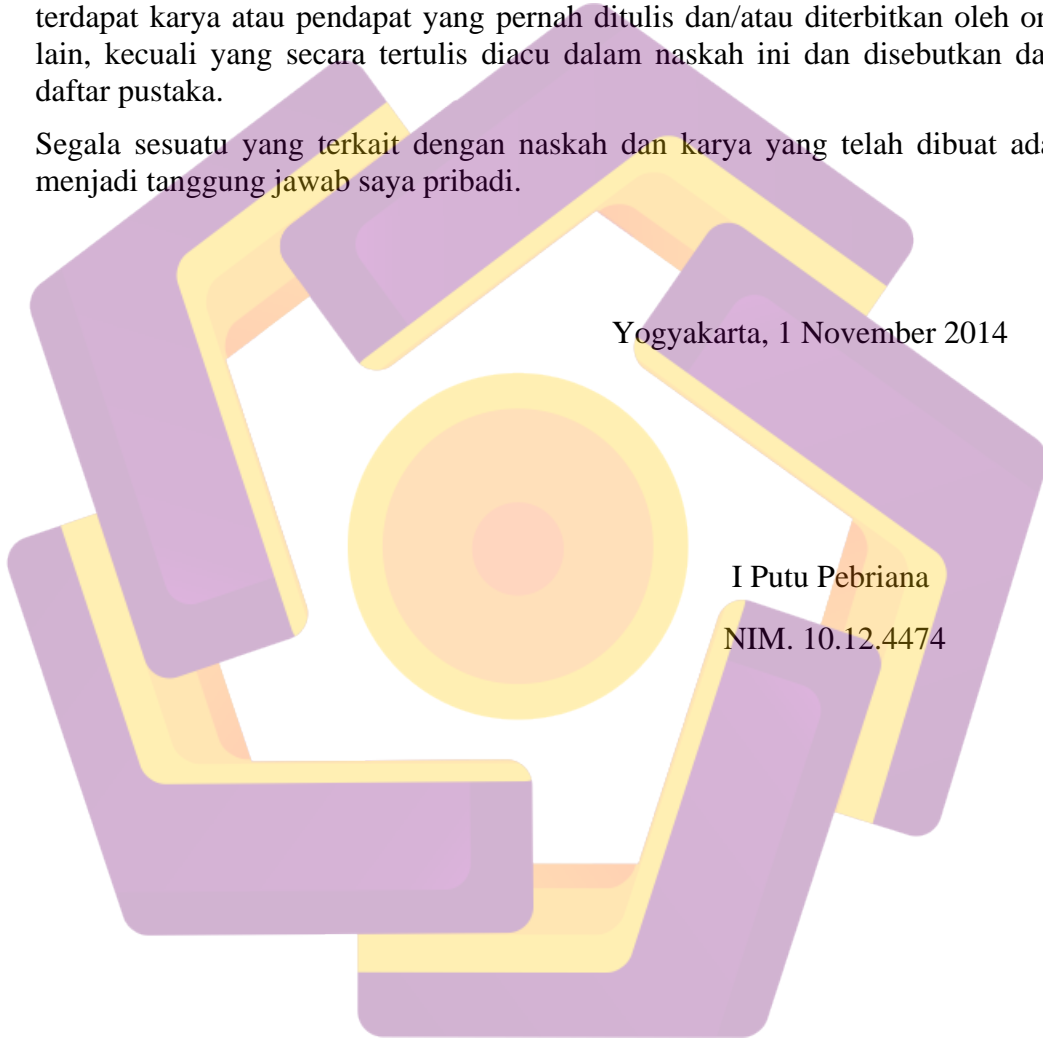 terdapat karya atau pendapat yang pernah ditulis dan/atau diterbitkan oleh
lain, kecuali yang secara tertulis diacu dalam naskah ini dan disebutkan
daftar pustaka.
Segala sesuatu yang terkait dengan naskah dan karya yang telah dibuat
menjadi tanggung jawab saya pribadi.
Yogyakarta, 1 November 2014
I Putu Pebriana
NIM. 10.12.4474